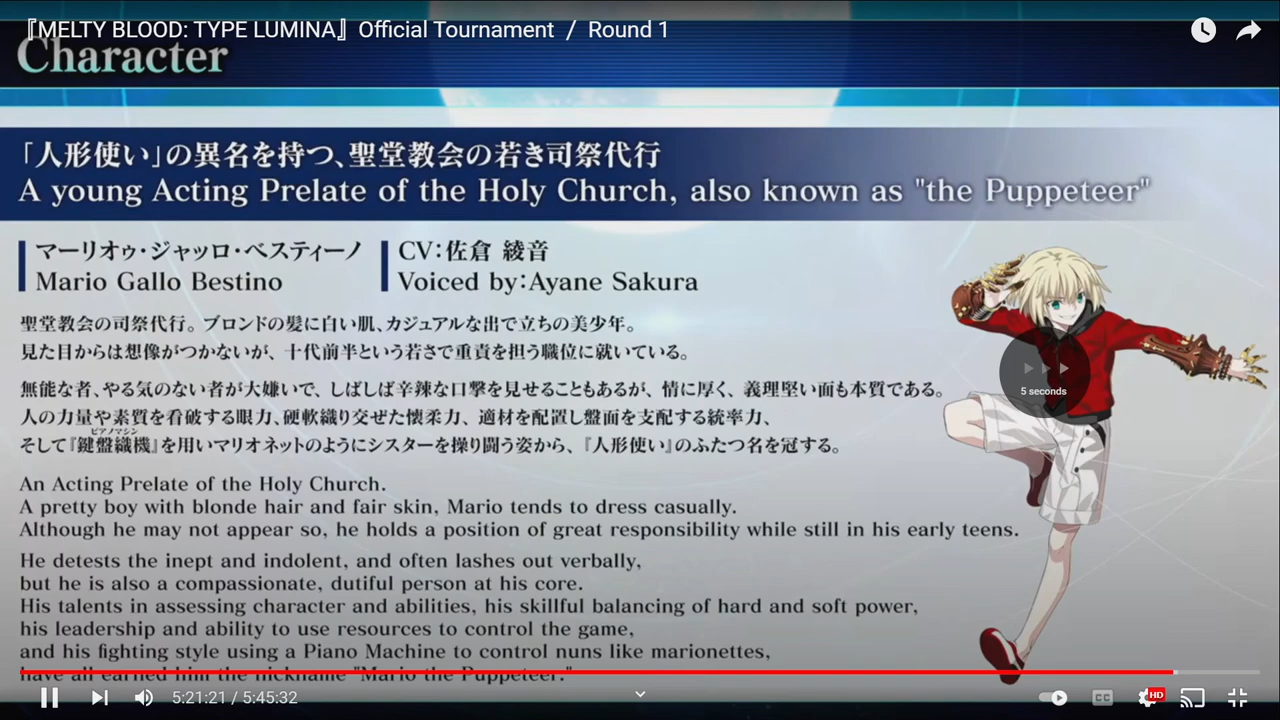 『MELTY BLOOD: TYPE LUMINA』 Official Tournament / Round 1
Character
「人形使い」の異名を持つ、聖堂教会の若き司祭代行
A young Acting Prelate of the Holy Church, also known as "the Puppeteer"
マーリオゥ・ジャッロ・ベスティーノ
Mario Gallo Bestino
CV:佐倉 綾音
Voiced by:Ayane Sakura
聖堂教会の司祭代行。ブロンドの髪に白い肌、カジュアルな出で立ちの美少年。
見た目からは想像がつかないが、十代前半という若さで重責を担う職位に就いている。
無能な者、やる気のない者が大嫌いで、しばしば辛辣な口撃を見せることもあるが、情に厚く、義理堅い面も本質である。
人の力量や素質を看破する眼力、硬軟織り交ぜた懐柔力、適材を配置し盤面を支配する統率力、
ピアノマシン
そして『鍵盤織機』を用いマリオネットのようにシスターを操り闘う姿から、『人形使い』のふたつ名を冠する。
An Acting Prelate of the Holy Church.
A pretty boy with blonde hair and fair skin, Mario tends to dress casually.
Although he may not appear so, he holds a position of great responsibility while still in his early teens.
He detests the inept and indolent, and often lashes out verbally,
but he is also a compassionate, dutiful person at his core.
His talents in assessing character and abilities, his skillful balancing of hard and soft power,
his leadership and ability to use resources to control the game,
and his fighting style using a Piano Machine to control nuns like marionettes,
have all earned him the nickname "Mario the Puppeteer."
5 seconds
5:21:21 / 5:45:32
CC
HD